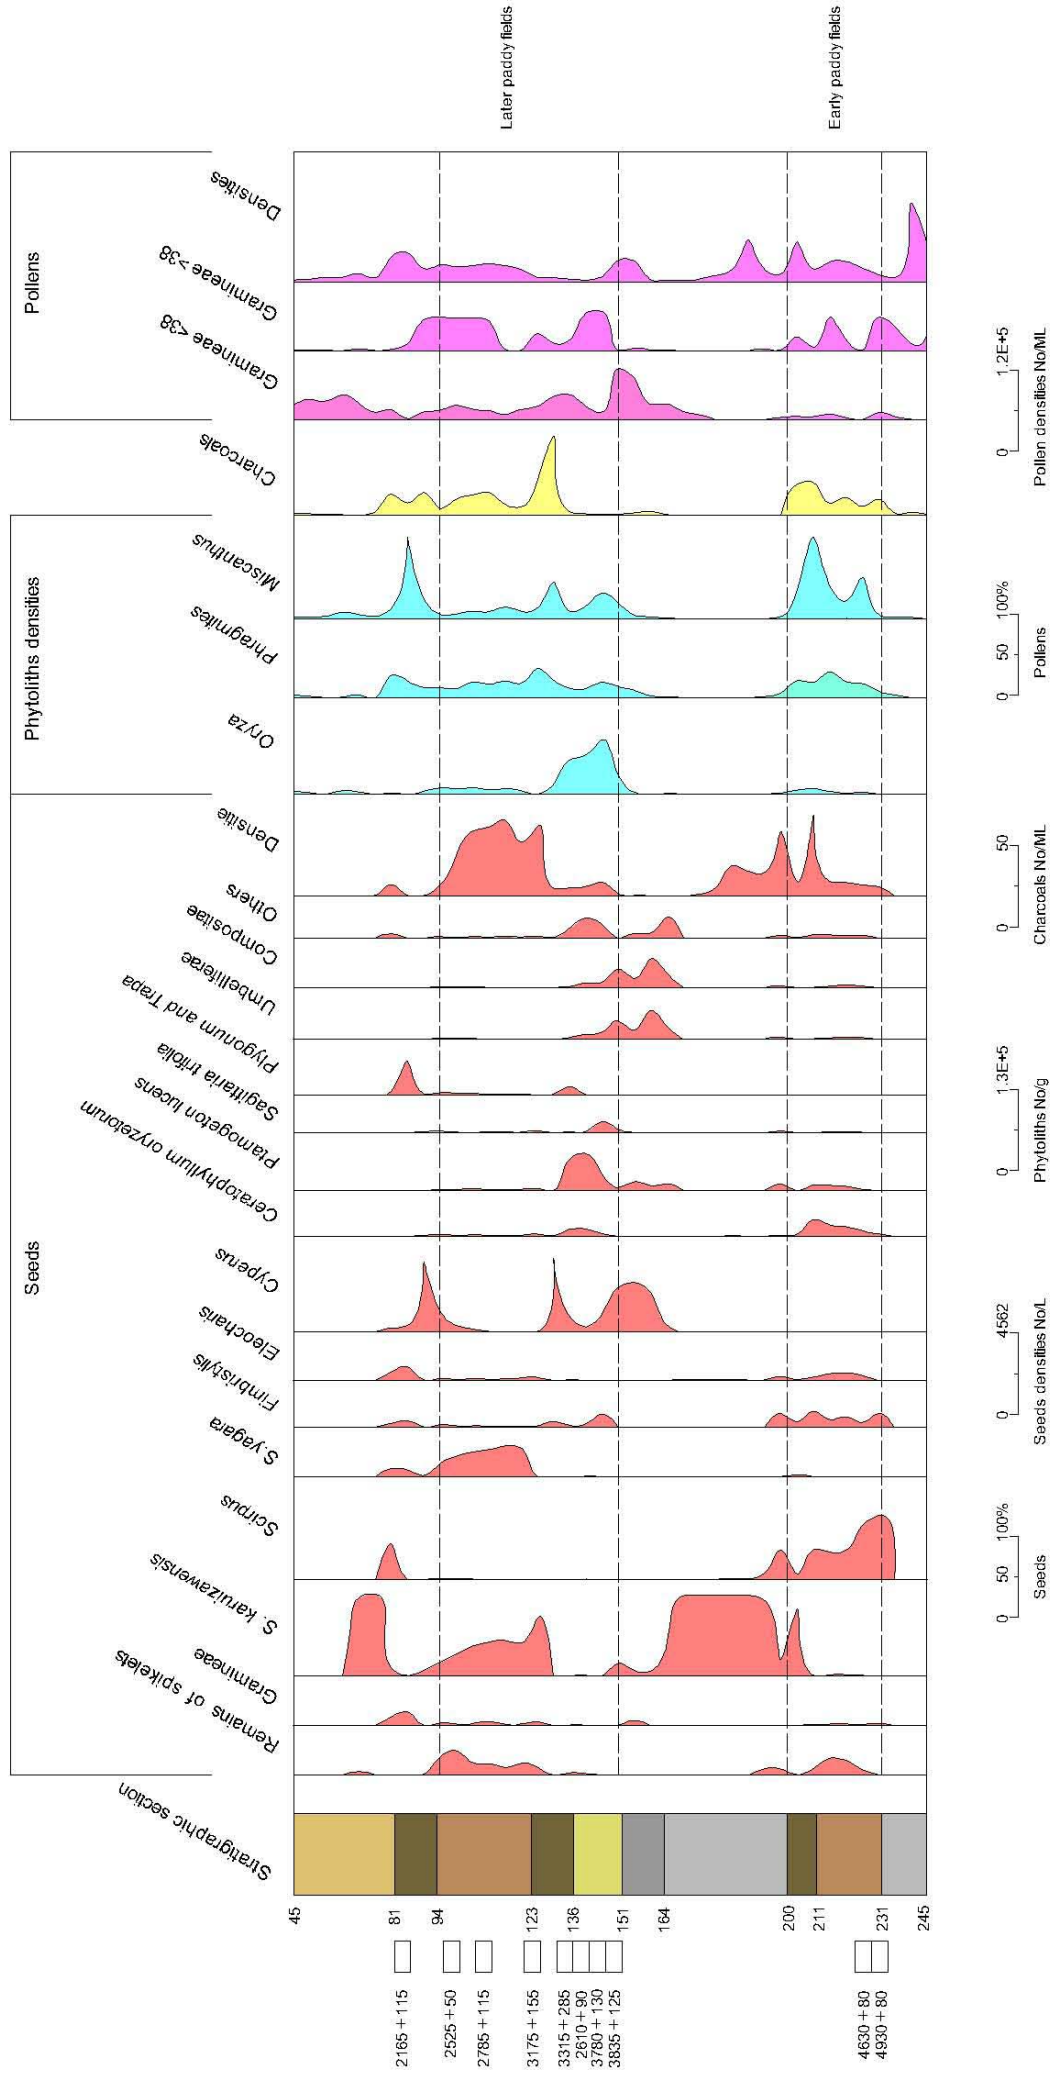 Seeds
Phytoliths densities
Pollens
Stratigraphic section
Remains of spikelets
Gramineae
S. karuizawensis
Scirpus
S.yagara
Fimbristylis
Eleocharis
Cyperus
Ceratophyllum oryzetorum
Ptamogeton lucens
Sagittaria trifolia
Plygonum and Trapa
Umbelliferae
Compositae
Others
Densitie
Oryza
Phragmites
Miscanthus
Charcoals
Gramineae <38
Gramineae >38
Densities
2165 + 115
2525 + 50
2785 + 115
3175 + 155
3315 + 285
2610 + 90
3780 + 130
3835 + 125
4630 + 80
4930 + 80
45
81
94
123
136
151
164
200
211
231
245
Later paddy fields
Early paddy fields
0 50 100%
Seeds
0 4562
Seeds densities No/L
0 1.3E+5
Phytoliths No/g
0 50
Charcoals No/ML
0 50 100%
Pollens
0 1.2E+5
Pollen densities No/ML